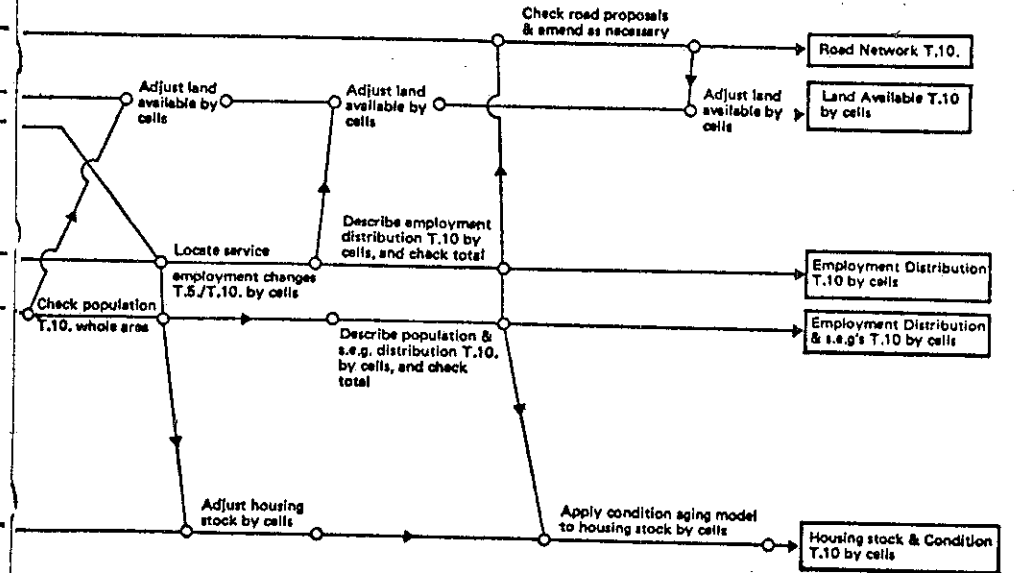 Check road proposals
& amend as necessary
Road Network T.10.
Adjust land
available by
cells
Adjust land
available by
cells
Adjust land
available by
cells
Land Available T.10
by cells
Locate service
employment changes
T.5./T.10. by cells
Describe employment
distribution T.10 by
cells, and check total
Employment Distribution
T.10 by cells
Check population
T.10. whole area
Describe population &
s.e.g. distribution T.10.
by cells, and check
total
Employment Distribution
& s.e.g's T.10 by cells
Adjust housing
stock by cells
Apply condition aging model
to housing stock by cells
Housing stock & Condition
T.10 by cells